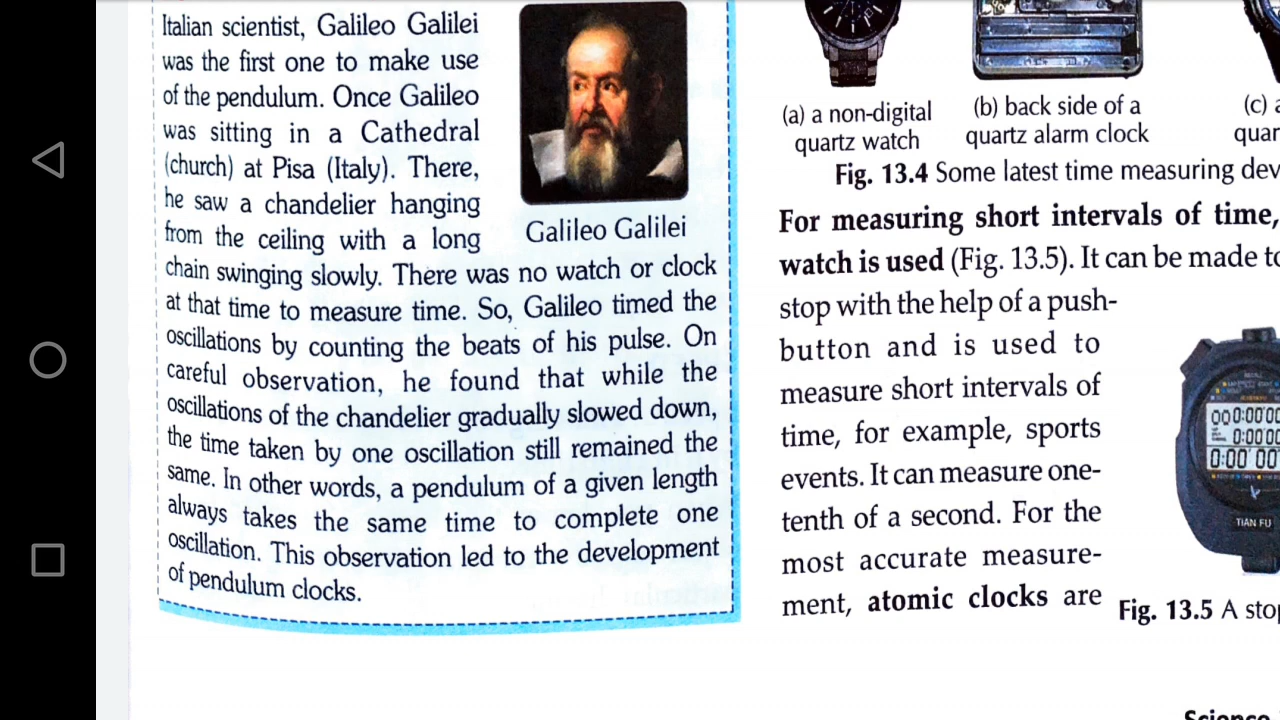 Italian scientist, Galileo Galilei
was the first one to make use
of the pendulum. Once Galileo
was sitting in a Cathedral
(church) at Pisa (Italy). There,
he saw a chandelier hanging
from the ceiling with a long
chain swinging slowly. There was no watch or clock
at that time to measure time. So, Galileo timed the
oscillations by counting the beats of his pulse. On
careful observation, he found that while the
oscillations of the chandelier gradually slowed down,
the time taken by one oscillation still remained the
same. In other words, a pendulum of a given length
always takes the same time to complete one
oscillation. This observation led to the development
of pendulum clocks.
Galileo Galilei
(a) a non-digital
quartz watch
(b) back side of a
quartz alarm clock
(c)
Fig. 13.4 Some latest time measuring
For measuring short intervals of time,
watch is used (Fig. 13.5). It can be made
stop with the help of a push-
button and is used to
measure short intervals of
time, for example, sports
events. It can measure one-
tenth of a second. For the
most accurate measure-
ment, atomic clocks are
TIAN FU
Fig. 13.5 A